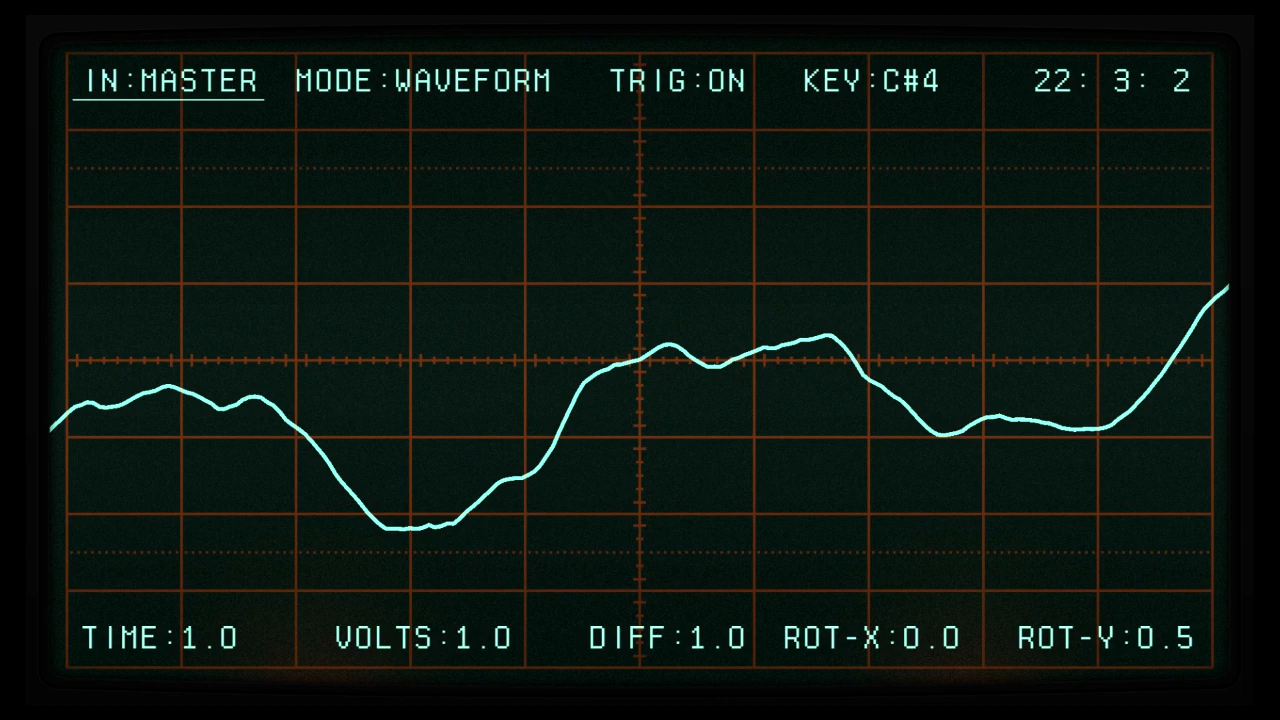 IN:MASTER MODE:WAVEFORM TRIG:ON KEY:C#4 22: 3: 2
TIME:1.0 VOLTS:1.0 DIFF:1.0 ROT-X:0.0 ROT-Y:0.5